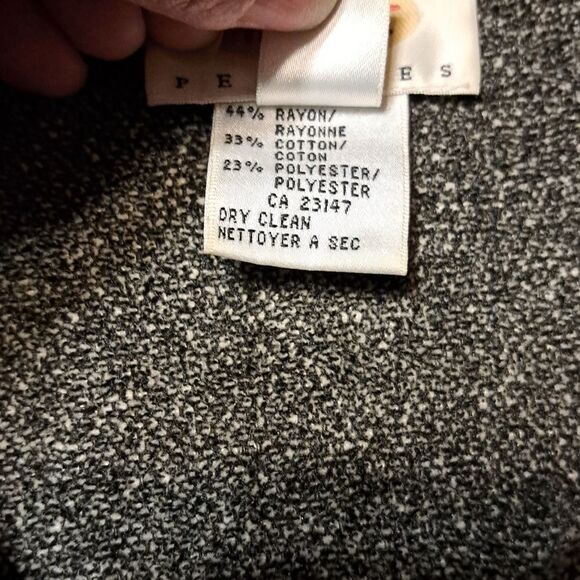 P E E S
44% RAYON/
RAYONNE
33% COTTON/
COTON
23% POLYESTER/
POLYESTER
CA 23147
DRY CLEAN
NETTOYER A SEC